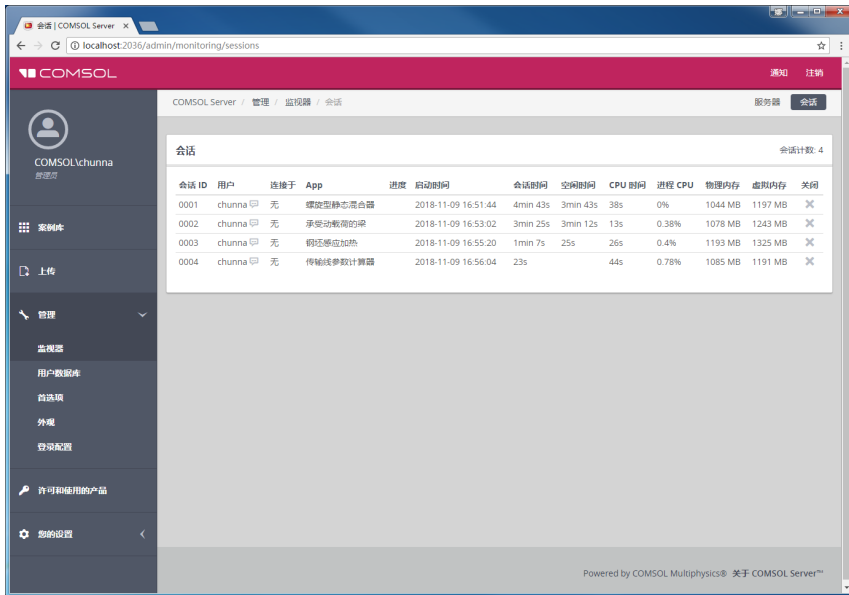 会话 | COMSOL Server
localhost:2036/admin/monitoring/sessions
COMSOL
通知 注销
COMSOL\chunna
管理员
案例库
上传
管理
监视器
用户数据库
首选项
外观
登录配置
许可和使用的产品
您的设置
COMSOL Server / 管理 / 监视器 / 会话
服务器 会话
会话 会话计数: 4
会话 ID 用户 连接于 App 进度 启动时间 会话时间 空闲时间 CPU 时间 进程 CPU 物理内存 虚拟内存 关闭
0001 chunna 无 螺旋型静态混合器 2018-11-09 16:51:44 4min 43s 3min 43s 38s 0% 1044 MB 1197 MB
0002 chunna 无 承受动载荷的梁 2018-11-09 16:53:02 3min 25s 3min 12s 13s 0.38% 1078 MB 1243 MB
0003 chunna 无 钢坯感应加热 2018-11-09 16:55:20 1min 7s 25s 26s 0.4% 1193 MB 1325 MB
0004 chunna 无 传输线参数计算器 2018-11-09 16:56:04 23s 44s 0.78% 1085 MB 1191 MB
Powered by COMSOL Multiphysics® 关于 COMSOL Server™